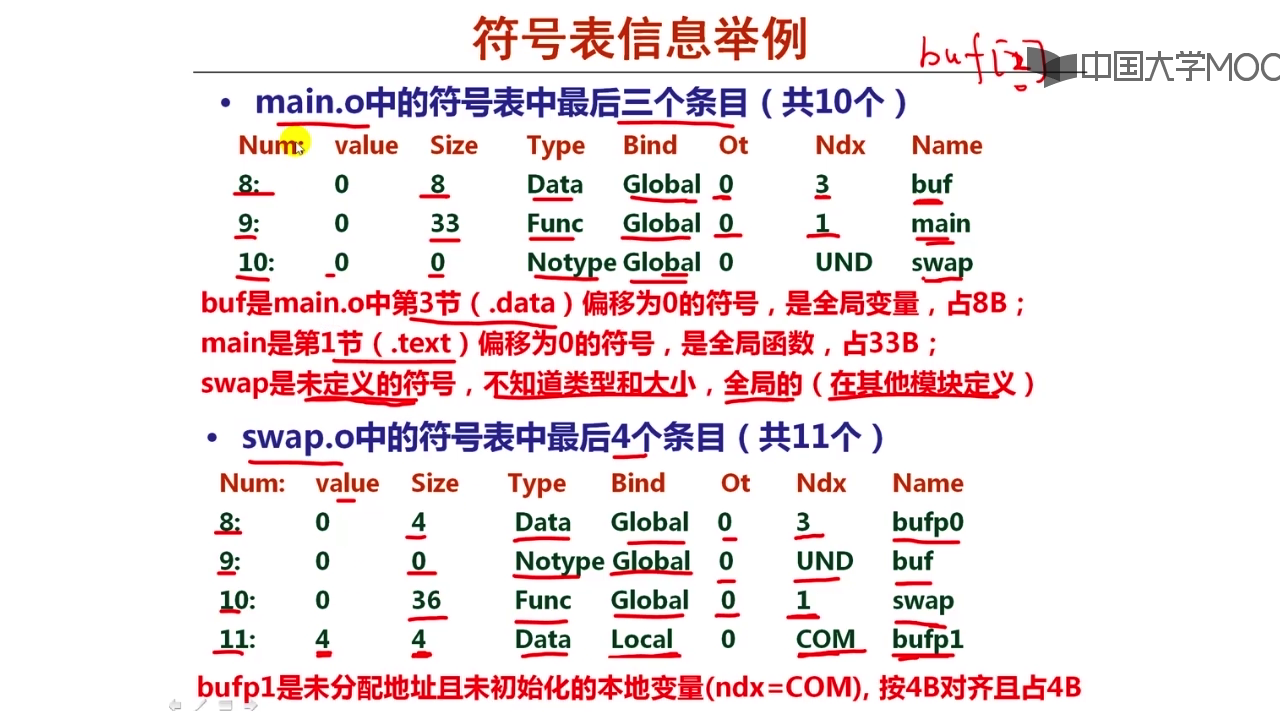 符号表信息举例
buf[2]
中国大学MOO
• main.o中的符号表中最后三个条目（共10个）
Num: value Size Type Bind Ot Ndx Name
8: 0 8 Data Global 0 3 buf
9: 0 33 Func Global 0 1 main
10: 0 0 Notype Global 0 UND swap
buf是main.o中第3节（.data）偏移为0的符号，是全局变量，占8B；
main是第1节（.text）偏移为0的符号，是全局函数，占33B；
swap是未定义的符号，不知道类型和大小，全局的（在其他模块定义）
• swap.o中的符号表中最后4个条目（共11个）
Num: value Size Type Bind Ot Ndx Name
8: 0 4 Data Global 0 3 bufp0
9: 0 0 Notype Global 0 UND buf
10: 0 36 Func Global 0 1 swap
11: 4 4 Data Local 0 COM bufp1
bufp1是未分配地址且未初始化的本地变量(ndx=COM), 按4B对齐且占4B